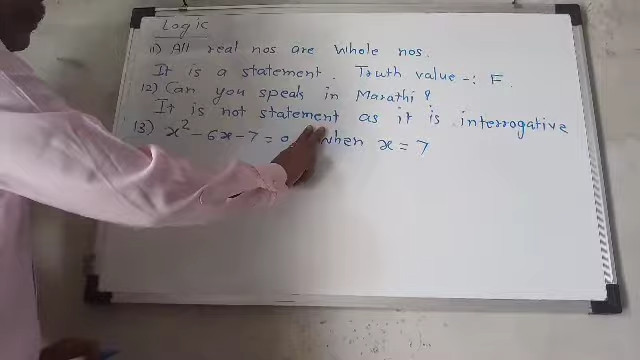 Logic
11) All real nos are whole nos.
It is a statement. Truth value -: F.
12) Can you speak in Marathi?
It is not statement as it is interrogative
13) x² - 6x - 7 = 0, when x = 7